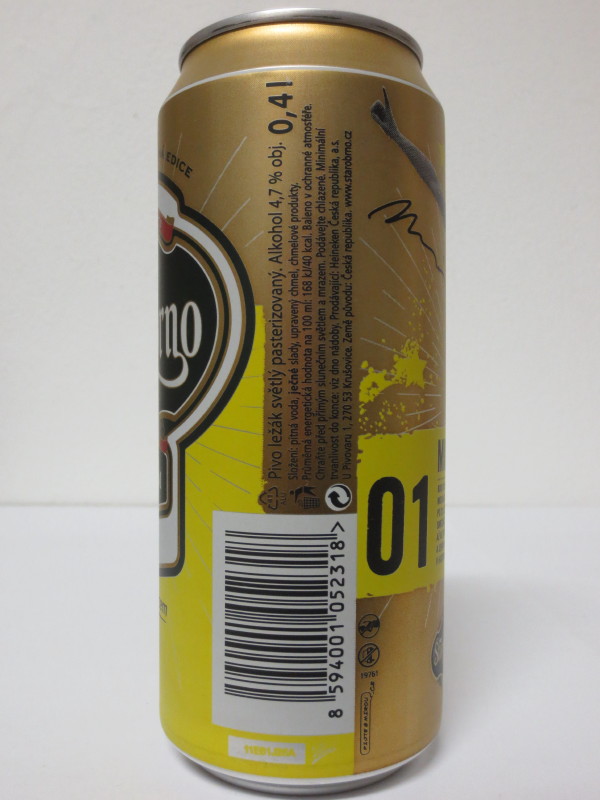 EDICE
rno
Pivo ležák světlý pasterizovaný. Alkohol 4,7 % obj. 0,4 l
Složení: pitná voda, ječné slady, upravený chmel, chmelové produkty.
Průměrná energetická hodnota na 100 ml: 168 kJ/40 kcal. Baleno v ochranné atmosféře.
Chraňte před přímým slunečním světlem a mrazem. Podávejte chlazené. Minimální
trvanlivost do konce: viz dno nádoby. Prodávající: Heineken Česká republika, a.s.
U Pivovaru 1, 270 53 Krušovice. Země původu: Česká republika. www.starobrno.cz
01
M
8 594001 052318 >
19761